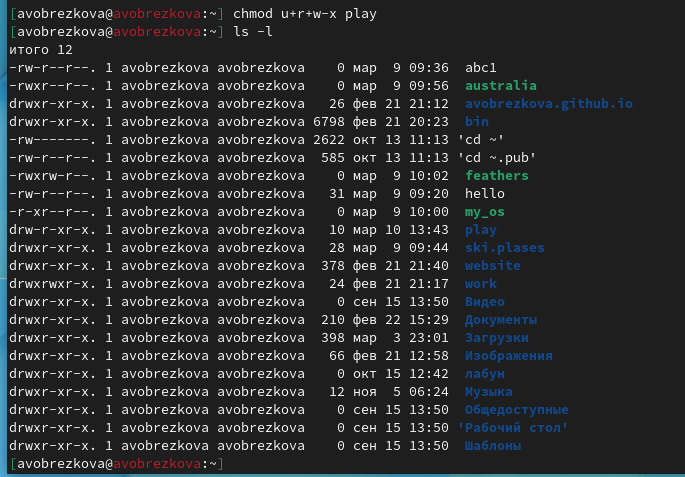 [avobrezkova@avobrezkova:~] chmod u+r+w-x play
[avobrezkova@avobrezkova:~] ls -l
итого 12
-rw-r--r--. 1 avobrezkova avobrezkova    0 мар  9 09:36  abc1
-rwxr--r--. 1 avobrezkova avobrezkova    0 мар  9 09:56  australia
drwxr-xr-x. 1 avobrezkova avobrezkova   26 фев 21 21:12  avobrezkova.github.io
drwxr-xr-x. 1 avobrezkova avobrezkova 6798 фев 21 20:23  bin
-rw-------. 1 avobrezkova avobrezkova 2622 окт 13 11:13 'cd ~'
-rw-r--r--. 1 avobrezkova avobrezkova  585 окт 13 11:13 'cd ~.pub'
-rwxrw-r--. 1 avobrezkova avobrezkova    0 мар  9 10:02  feathers
-rw-r--r--. 1 avobrezkova avobrezkova   31 мар  9 09:20  hello
-r-xr--r--. 1 avobrezkova avobrezkova    0 мар  9 10:00  my_os
drw-r-xr-x. 1 avobrezkova avobrezkova   10 мар 10 13:43  play
drwxr-xr-x. 1 avobrezkova avobrezkova   28 мар  9 09:44  ski.plases
drwxr-xr-x. 1 avobrezkova avobrezkova  378 фев 21 21:40  website
drwxrwxr-x. 1 avobrezkova avobrezkova   24 фев 21 21:17  work
drwxr-xr-x. 1 avobrezkova avobrezkova    0 сен 15 13:50  Видео
drwxr-xr-x. 1 avobrezkova avobrezkova  210 фев 22 15:29  Документы
drwxr-xr-x. 1 avobrezkova avobrezkova  398 мар  3 23:01  Загрузки
drwxr-xr-x. 1 avobrezkova avobrezkova   66 фев 21 12:58  Изображения
drwxr-xr-x. 1 avobrezkova avobrezkova    0 окт 15 12:42  лабун
drwxr-xr-x. 1 avobrezkova avobrezkova   12 ноя  5 06:24  Музыка
drwxr-xr-x. 1 avobrezkova avobrezkova    0 сен 15 13:50  Общедоступные
drwxr-xr-x. 1 avobrezkova avobrezkova    0 сен 15 13:50 'Рабочий стол'
drwxr-xr-x. 1 avobrezkova avobrezkova    0 сен 15 13:50  Шаблоны
[avobrezkova@avobrezkova:~]